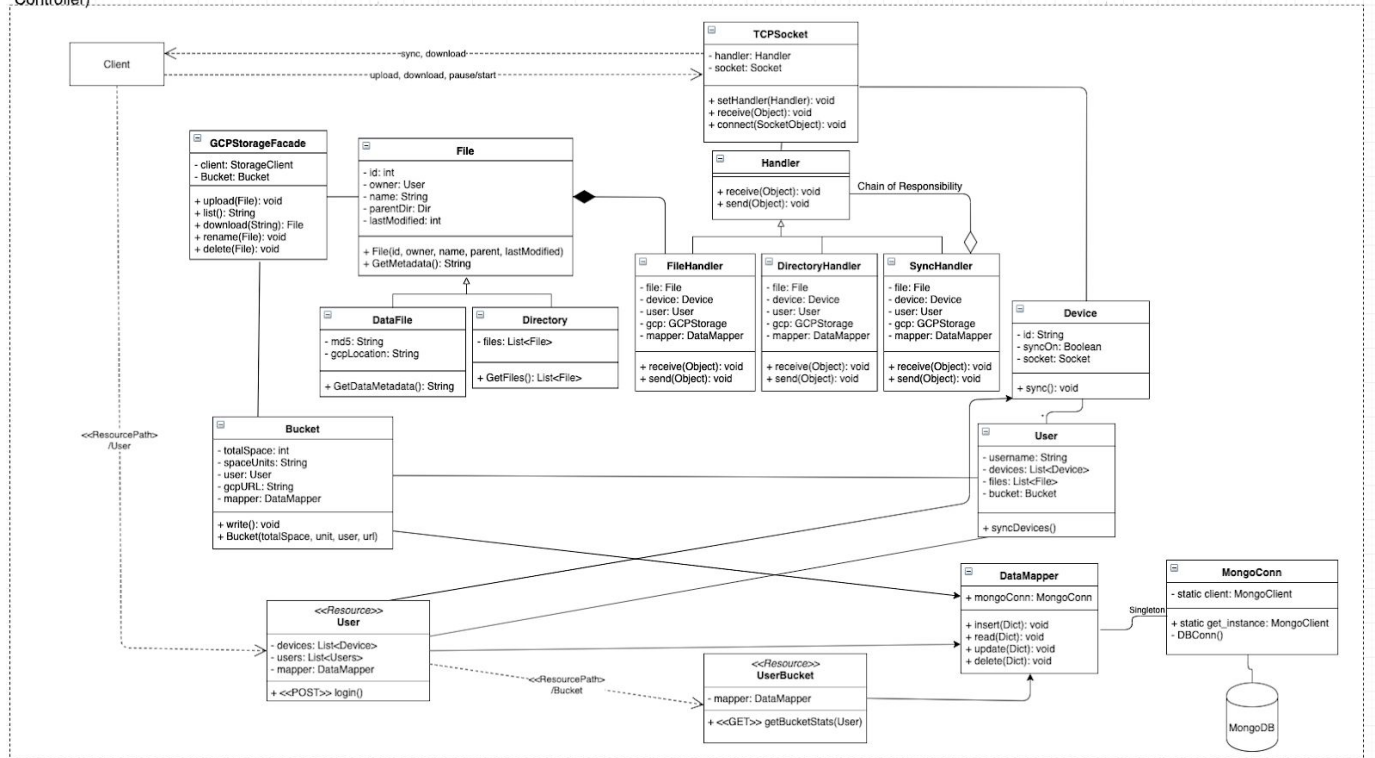 Controller)
Client
sync, download
upload, download, pause/start
TCPSocket
- handler: Handler
- socket: Socket
+ setHandler(Handler): void
+ receive(Object): void
+ connect(SocketObject): void
GCPStorageFacade
- client: StorageClient
- Bucket: Bucket
+ upload(File): void
+ list(): String
+ download(String): File
+ rename(File): void
+ delete(File): void
File
- id: int
- owner: User
- name: String
- parentDir: Dir
- lastModified: int
+ File(id, owner, name, parent, lastModified)
+ GetMetadata(): String
Handler
+ receive(Object): void
+ send(Object): void
Chain of Responsibility
FileHandler
- file: File
- device: Device
- user: User
- gcp: GCPStorage
- mapper: DataMapper
+ receive(Object): void
+ send(Object): void
DirectoryHandler
- file: File
- device: Device
- user: User
- gcp: GCPStorage
- mapper: DataMapper
+ receive(Object): void
+ send(Object): void
SyncHandler
- file: File
- device: Device
- user: User
- gcp: GCPStorage
- mapper: DataMapper
+ receive(Object): void
+ send(Object): void
DataFile
- md5: String
- gcpLocation: String
+ GetDataMetadata(): String
Directory
- files: List<File>
+ GetFiles(): List<File>
Device
- id: String
- syncOn: Boolean
- socket: Socket
+ sync(): void
<<ResourcePath>
/User
Bucket
- totalSpace: int
- spaceUnits: String
- user: User
- gcpURL: String
- mapper: DataMapper
+ write(): void
+ Bucket(totalSpace, unit, user, url)
User
- username: String
- devices: List<Device>
- files: List<File>
- bucket: Bucket
+ syncDevices()
<<Resource>>
User
- devices: List<Device>
- users: List<Users>
- mapper: DataMapper
+ <<POST>> login()
<<ResourcePath>
/Bucket
<<Resource>>
UserBucket
- mapper: DataMapper
+ <<GET>> getBucketStats(User)
DataMapper
+ mongoConn: MongoConn
+ insert(Dict): void
+ read(Dict): void
+ update(Dict): void
+ delete(Dict): void
Singleton
MongoConn
- static client: MongoClient
+ static get_instance: MongoClient
- DBConn()
MongoDB